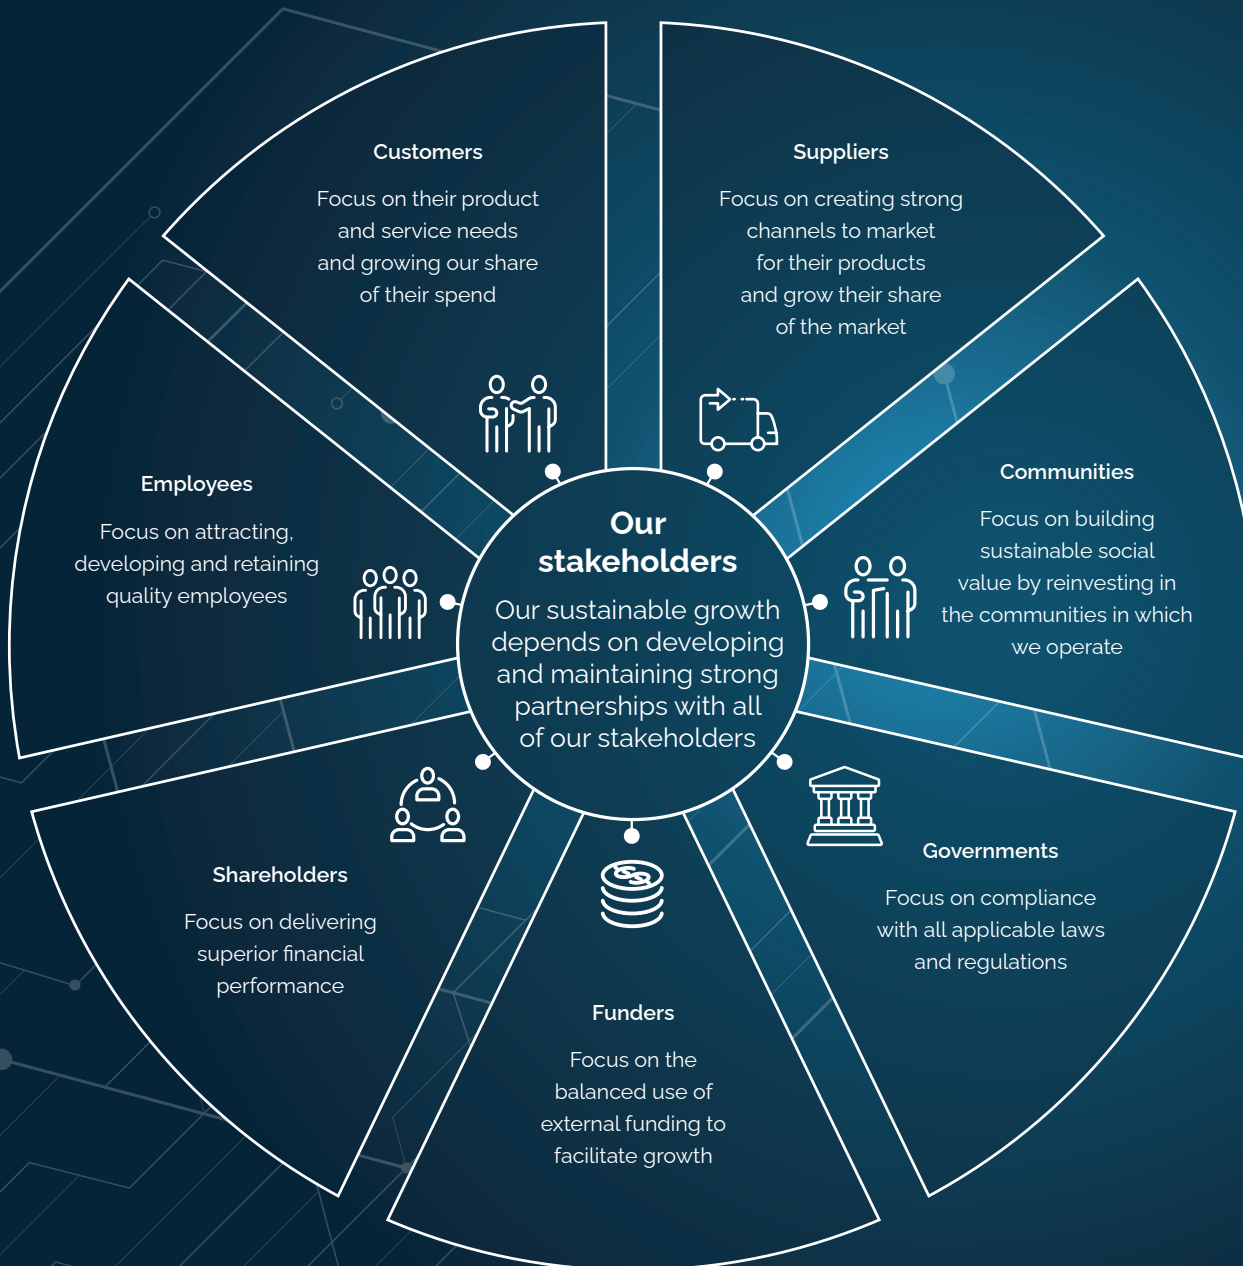 Customers
Focus on their product
and service needs
and growing our share
of their spend
Suppliers
Focus on creating strong
channels to market
for their products
and grow their share
of the market
Employees
Focus on attracting,
developing and retaining
quality employees
Our
stakeholders
Our sustainable growth
depends on developing
and maintaining strong
partnerships with all
of our stakeholders
Communities
Focus on building
sustainable social
value by reinvesting in
the communities in which
we operate
Shareholders
Focus on delivering
superior financial
performance
Funders
Focus on the
balanced use of
external funding to
facilitate growth
Governments
Focus on compliance
with all applicable laws
and regulations